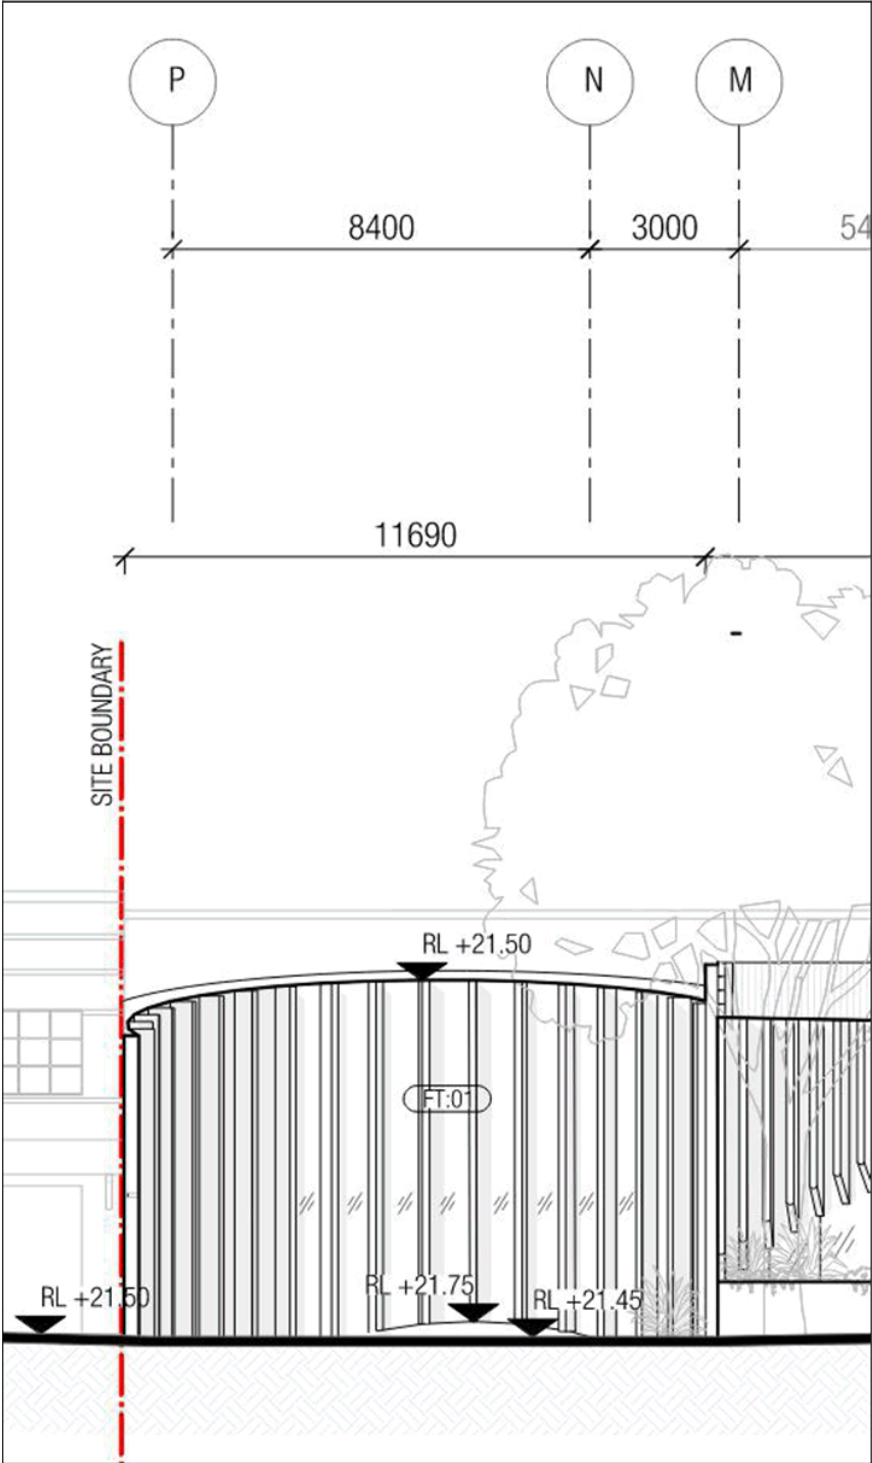 P
N
M
8400
3000
54
11690
SITE BOUNDARY
RL +21.50
FT:01
RL +21.50
RL +21.75
RL +21.45